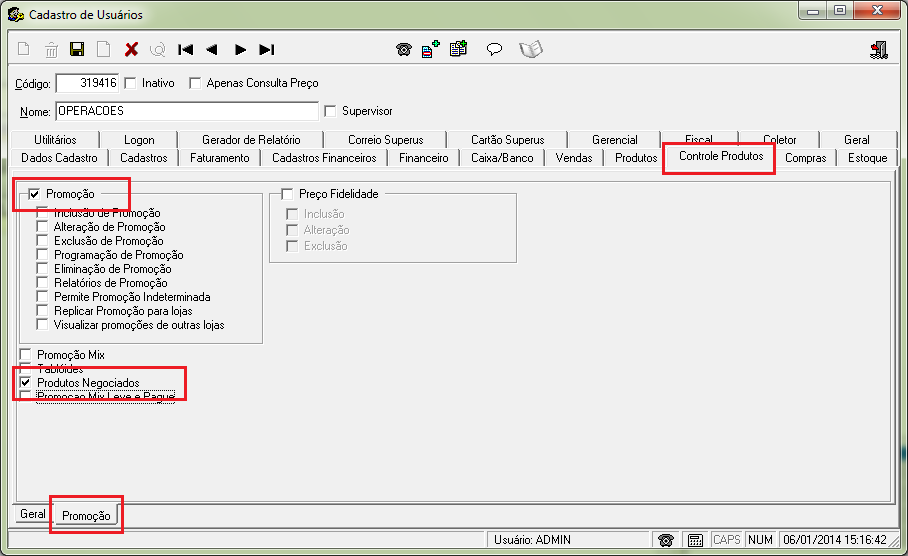 Cadastro de Usuários
Código: 319416 Inativo Apenas Consulta Preço
Nome: OPERACOES Supervisor
Utilitários Logon Gerador de Relatório Correio Superus Cartão Superus Gerencial Fiscal Coletor Geral
Dados Cadastro Cadastros Faturamento Cadastros Financeiros Financeiro Caixa/Banco Vendas Produtos Controle Produtos Compras Estoque
Promoção Preço Fidelidade
Inclusão de Promoção Inclusão
Alteração de Promoção Alteração
Exclusão de Promoção Exclusão
Programação de Promoção
Eliminação de Promoção
Relatórios de Promoção
Permite Promoção Indeterminada
Replicar Promoção para lojas
Visualizar promoções de outras lojas
Promoção Mix
Tablóides
Produtos Negociados
Promocao Mix Leve e Pague
Geral Promoção
Usuário: ADMIN CAPS NUM 06/01/2014 15:16:42